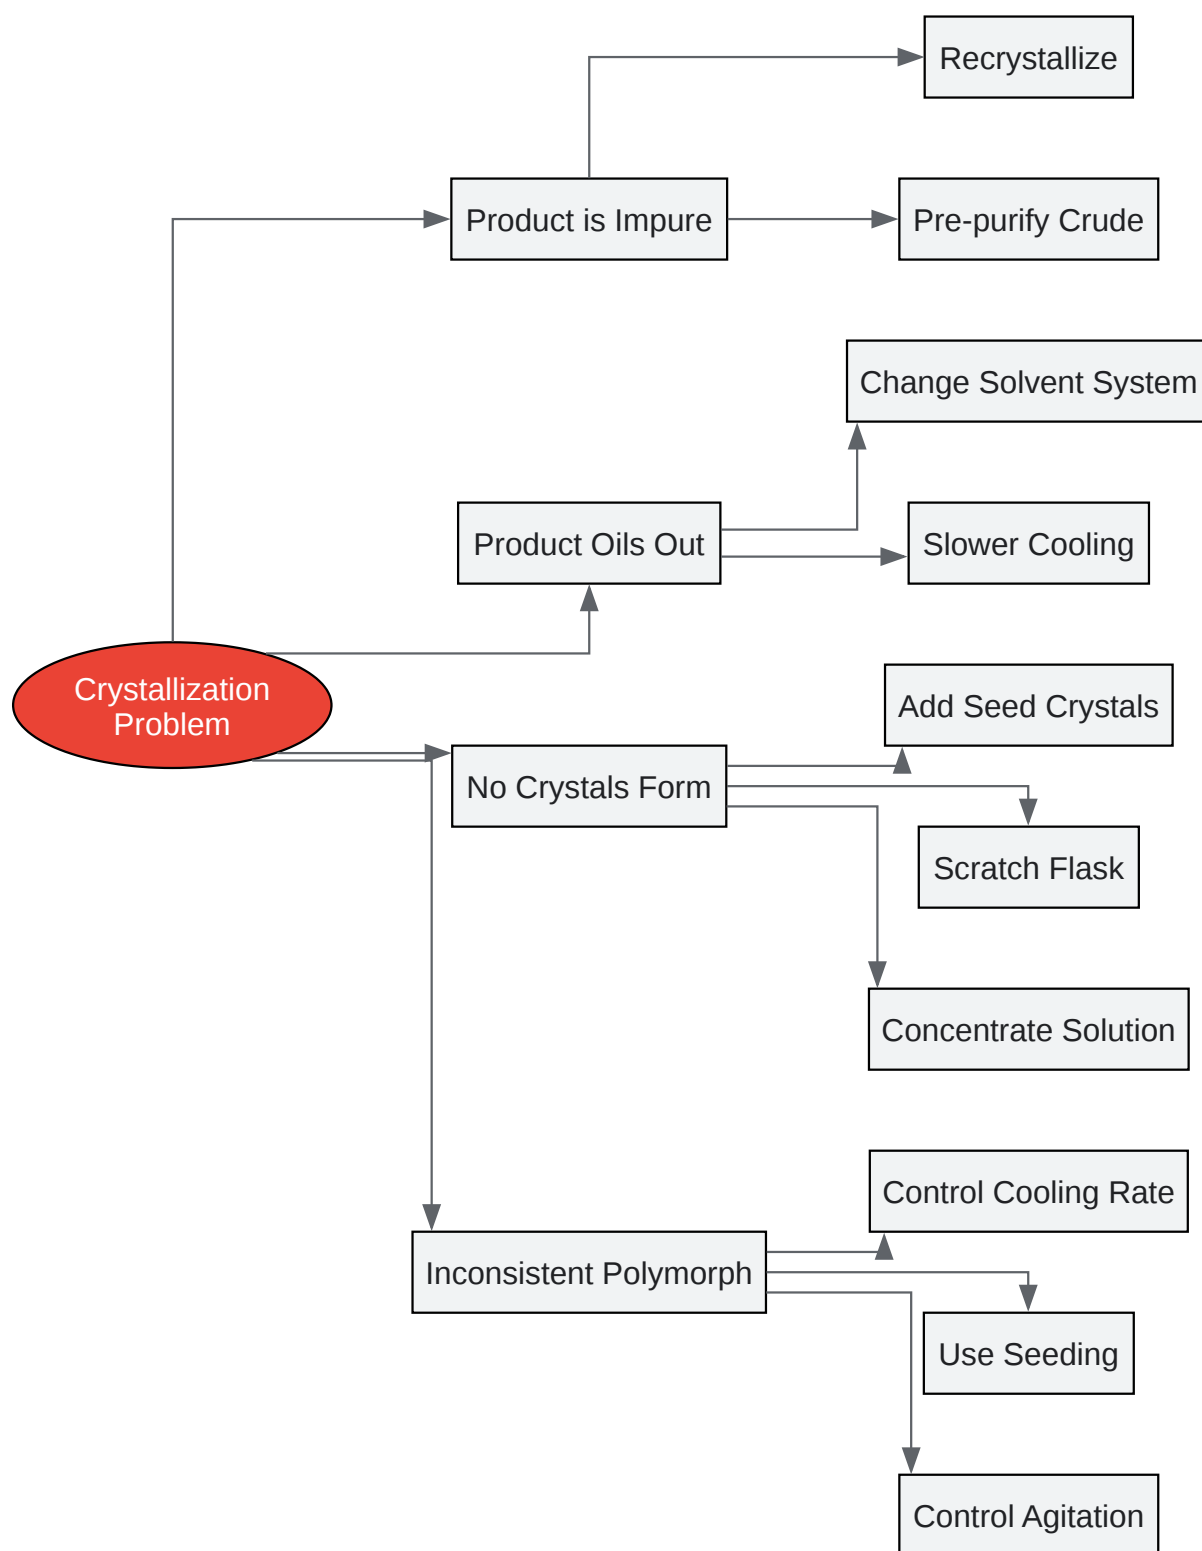 Recrystallize
Product is Impure
Pre-purify Crude
Change Solvent System
Product Oils Out
Slower Cooling
Crystallization
Problem
Add Seed Crystals
No Crystals Form
Scratch Flask
Concentrate Solution
Control Cooling Rate
Inconsistent Polymorph
Use Seeding
Control Agitation